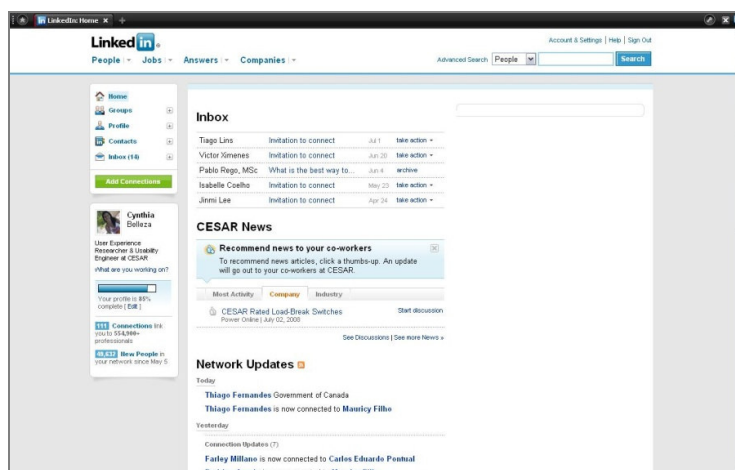 LinkedIn: Home
Linked in
Account & Settings | Help | Sign Out
People Jobs Answers Companies
Advanced Search People Search
Home
Groups
Profile
Contacts
Inbox (14)
Add Connections
Cynthia
Belleza
User Experience
Researcher & Usability
Engineer at CESAR
What are you working on?
Your profile is 85%
complete [ Edit ]
111 Connections link
you to 554,900+
professionals
New People in
your network since May 5
Inbox
Tiago Lins Invitation to connect Jul 1 take action
Victor Ximenes Invitation to connect Jun 20 take action
Pablo Rego, MSc What is the best way to... Jun 4 archive
Isabelle Coelho Invitation to connect May 23 take action
Jinmi Lee Invitation to connect Apr 24 take action
CESAR News
Recommend news to your co-workers
To recommend news articles, click a thumbs-up. An update
will go out to your co-workers at CESAR.
Most Activity Company Industry
CESAR Rated Load-Break Switches Start discussion
Power Online | July 02, 2008
See Discussions | See more News »
Network Updates
Today
Thiago Fernandes Government of Canada
Thiago Fernandes is now connected to Mauricy Filho
Yesterday
Connection Updates (7)
Farley Millano is now connected to Carlos Eduardo Pontual